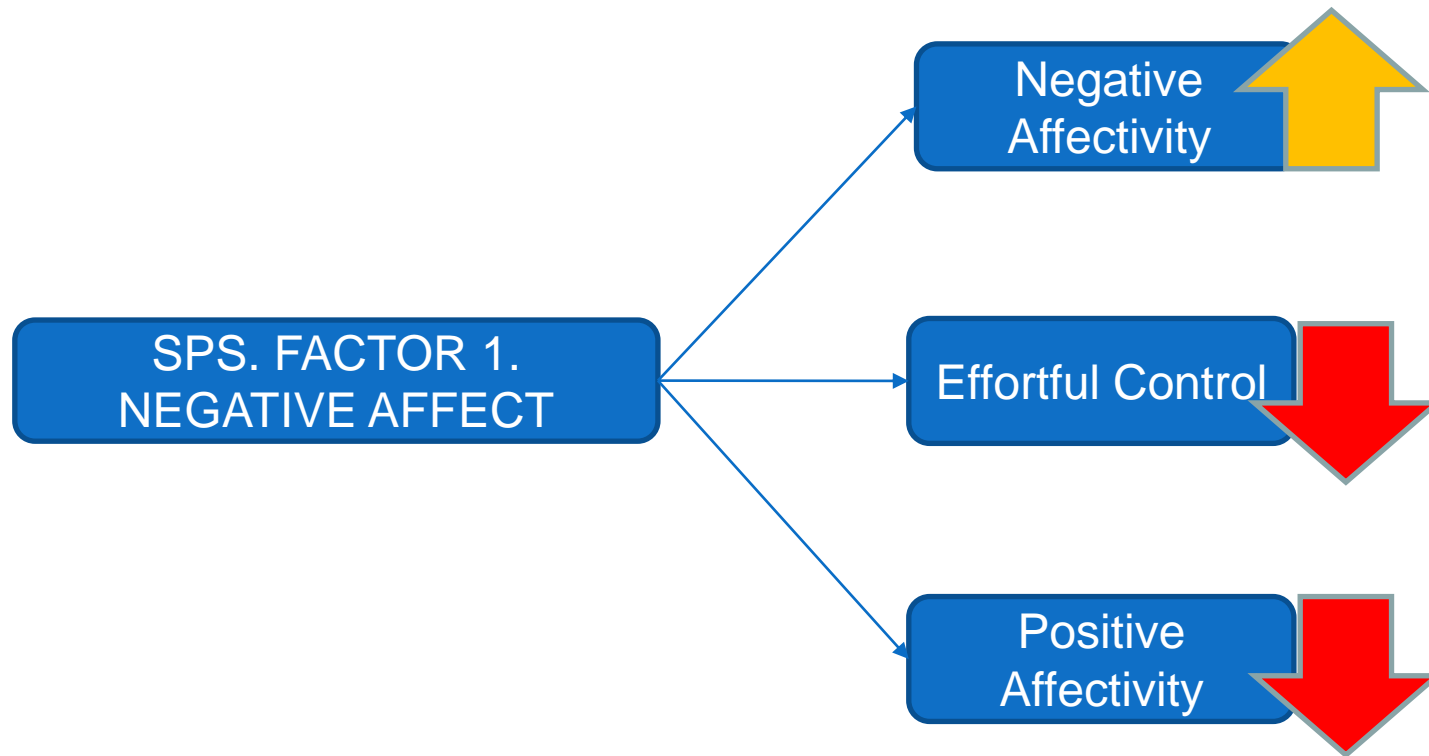 Negative
Affectivity
SPS. FACTOR 1.
NEGATIVE AFFECT
Effortful Control
Positive
Affectivity